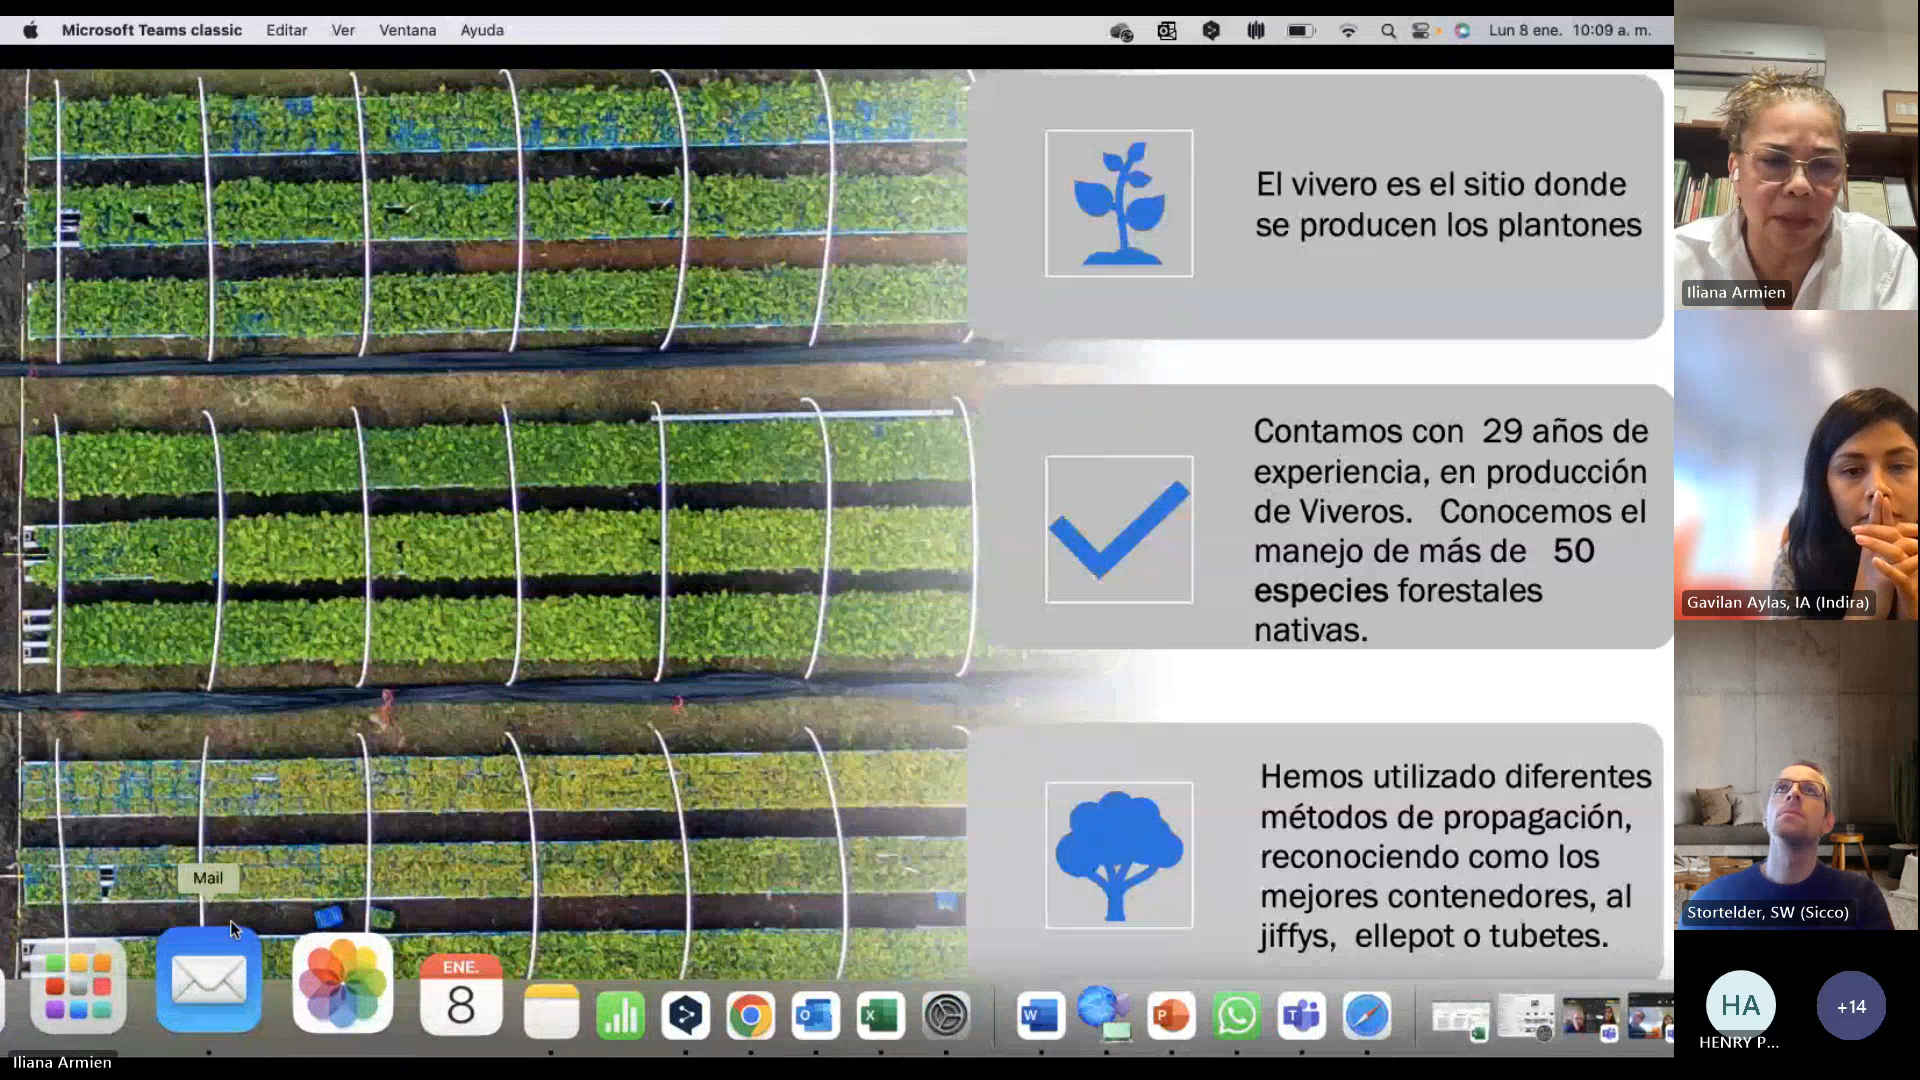 Microsoft Teams classic Editar Ver Ventana Ayuda Lun 8 ene. 10:09 a. m.
El vivero es el sitio donde
se producen los plantones
Contamos con 29 años de
experiencia, en producción
de Viveros. Conocemos el
manejo de más de 50
especies forestales
nativas.
Hemos utilizado diferentes
métodos de propagación,
reconociendo como los
mejores contenedores, al
jiffys, ellepot o tubetes.
Mail
ENE.
8
Iliana Armien
Iliana Armien
Gavilan Aylas, IA (Indira)
Stortelder, SW (Sicco)
HA
HENRY P...
+14